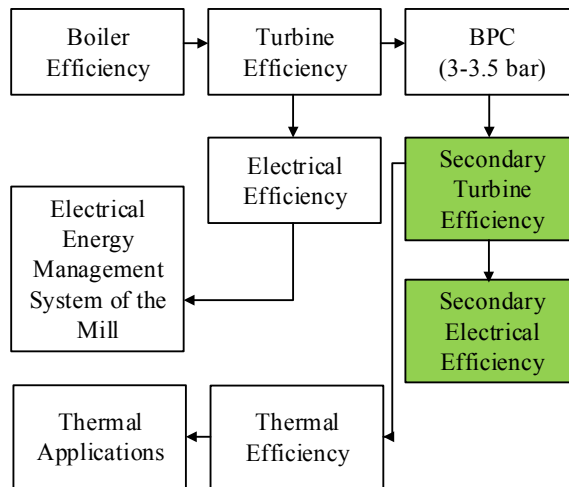 Boiler
Efficiency
Turbine
Efficiency
BPC
(3-3.5 bar)
Electrical
Efficiency
Secondary
Turbine
Efficiency
Electrical
Energy
Management
System of the
Mill
Secondary
Electrical
Efficiency
Thermal
Applications
Thermal
Efficiency